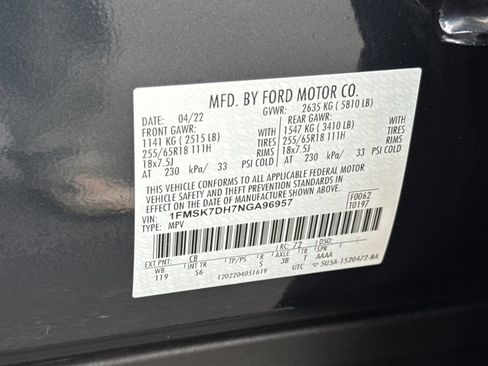 MFD. BY FORD MOTOR CO.
DATE: 04/22 GVWR: 2635 KG ( 5810 LB)
FRONT GAWR: REAR GAWR:
1141 KG ( 2515 LB) WITH 1547 KG ( 3410 LB) WITH
255/65R18 111H TIRES 255/65R18 111H TIRES
18x7.5J RIMS 18x7.5J RIMS
AT 230 kPa/ 33 PSI COLD AT 230 kPa/ 33 PSI COLD
THIS VEHICLE CONFORMS TO ALL APPLICABLE FEDERAL MOTOR VEHICLE SAFETY AND THEFT PREVENTION STANDARDS IN EFFECT ON THE DATE OF MANUFACTURE SHOWN ABOVE.
VIN: 1FMSK7DH7NGA96957 F0062
TYPE: MPV T0197
EXT PNT: CB RC: 72 DSO:
WB INT TR TP/PS R AXLE TR SPR
119 S6 5 3B T AAAA
1202204051619 UTC 5U5A-1520472-BA